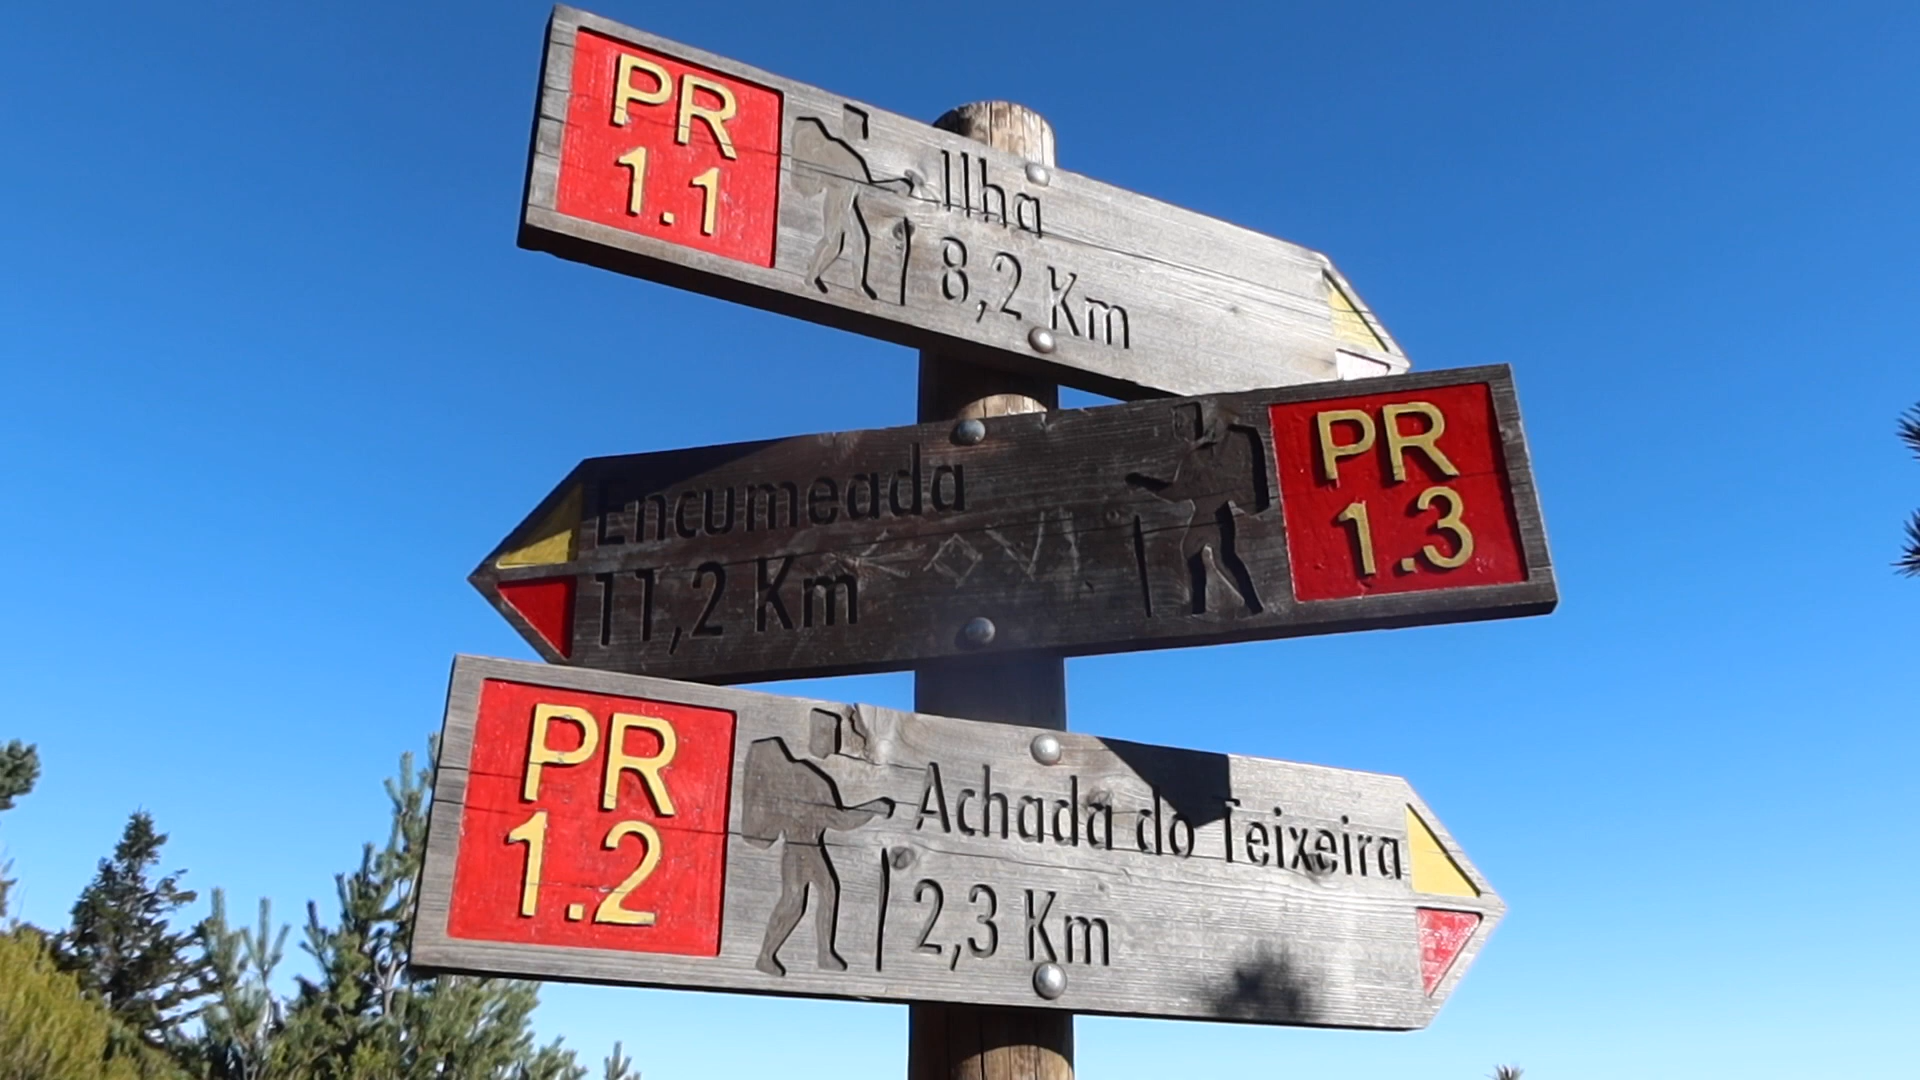 PR
1.1
Ilha
8,2 Km
Encumeada
11,2 Km
PR
1.3
PR
1.2
Achada do Teixeira
2,3 Km